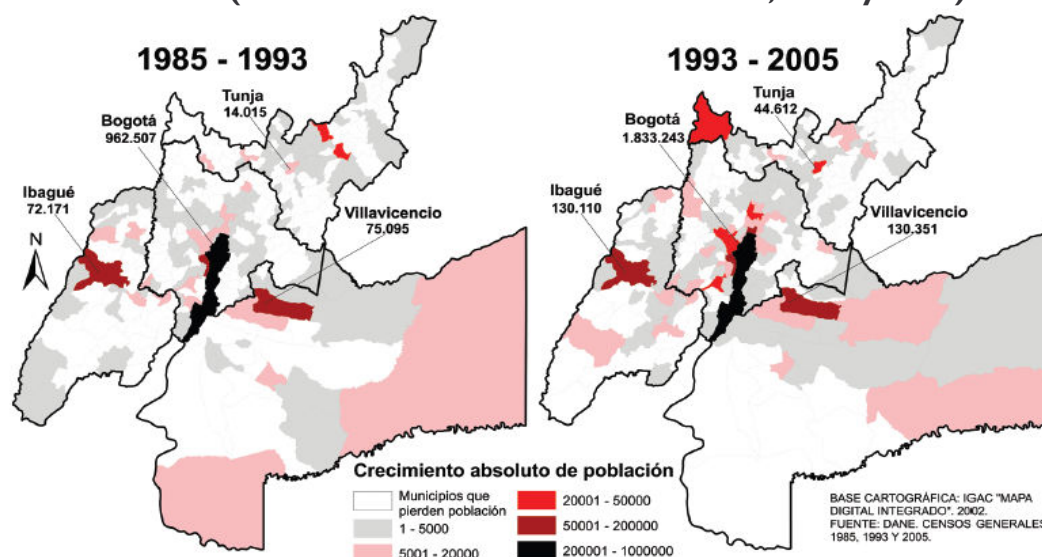 1985 - 1993
Tunja
14.015
Bogotá
962.507
Ibagué
72.171
Villavicencio
75.095
N
1993 - 2005
Tunja
44.612
Bogotá
1.833.243
Ibagué
130.110
Villavicencio
130.351
Crecimiento absoluto de población
Municipios que
pierden población
1 - 5000
5001 - 20000
20001 - 50000
50001 - 200000
200001 - 1000000
BASE CARTOGRÁFICA: IGAC "MAPA
DIGITAL INTEGRADO". 2002.
FUENTE: DANE. CENSOS GENERALES
1985, 1993 Y 2005.